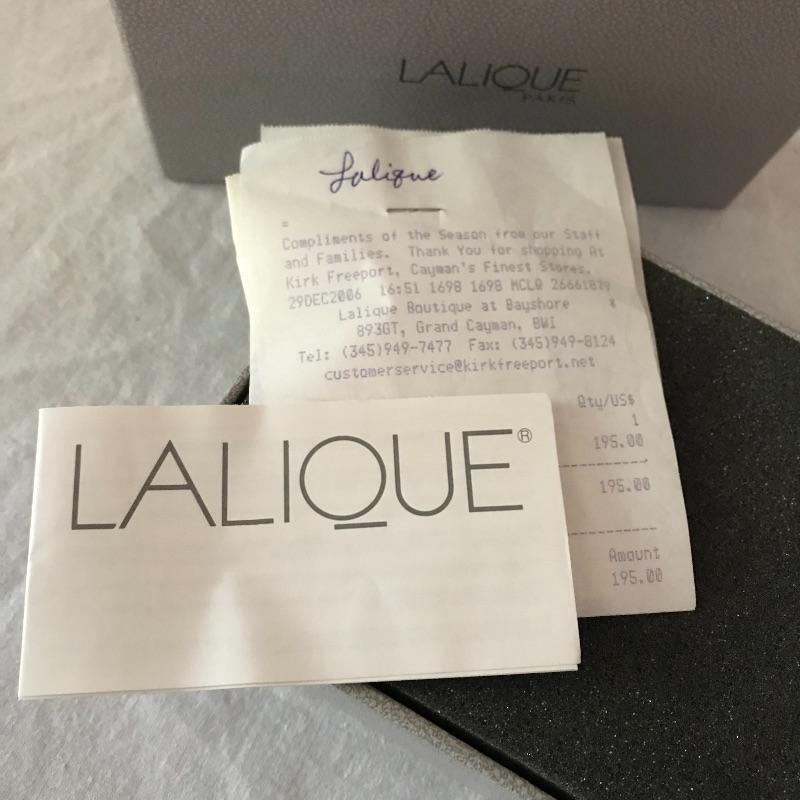 LALIQUE
PARIS
Lalique
=
Compliments of the Season from our Staff
and Families. Thank You for shopping At
Kirk Freeport, Cayman's Finest Stores.
29DEC2006 16:51 1698 1698 MCLQ 26661879
Lalique Boutique at Bayshore
893GT, Grand Cayman, BWI
Tel: (345)949-7477 Fax: (345)949-8124
customerservice@kirkfreeport.net
Qty/US$
1
195.00
195.00
Amount
195.00
LALIQUE®